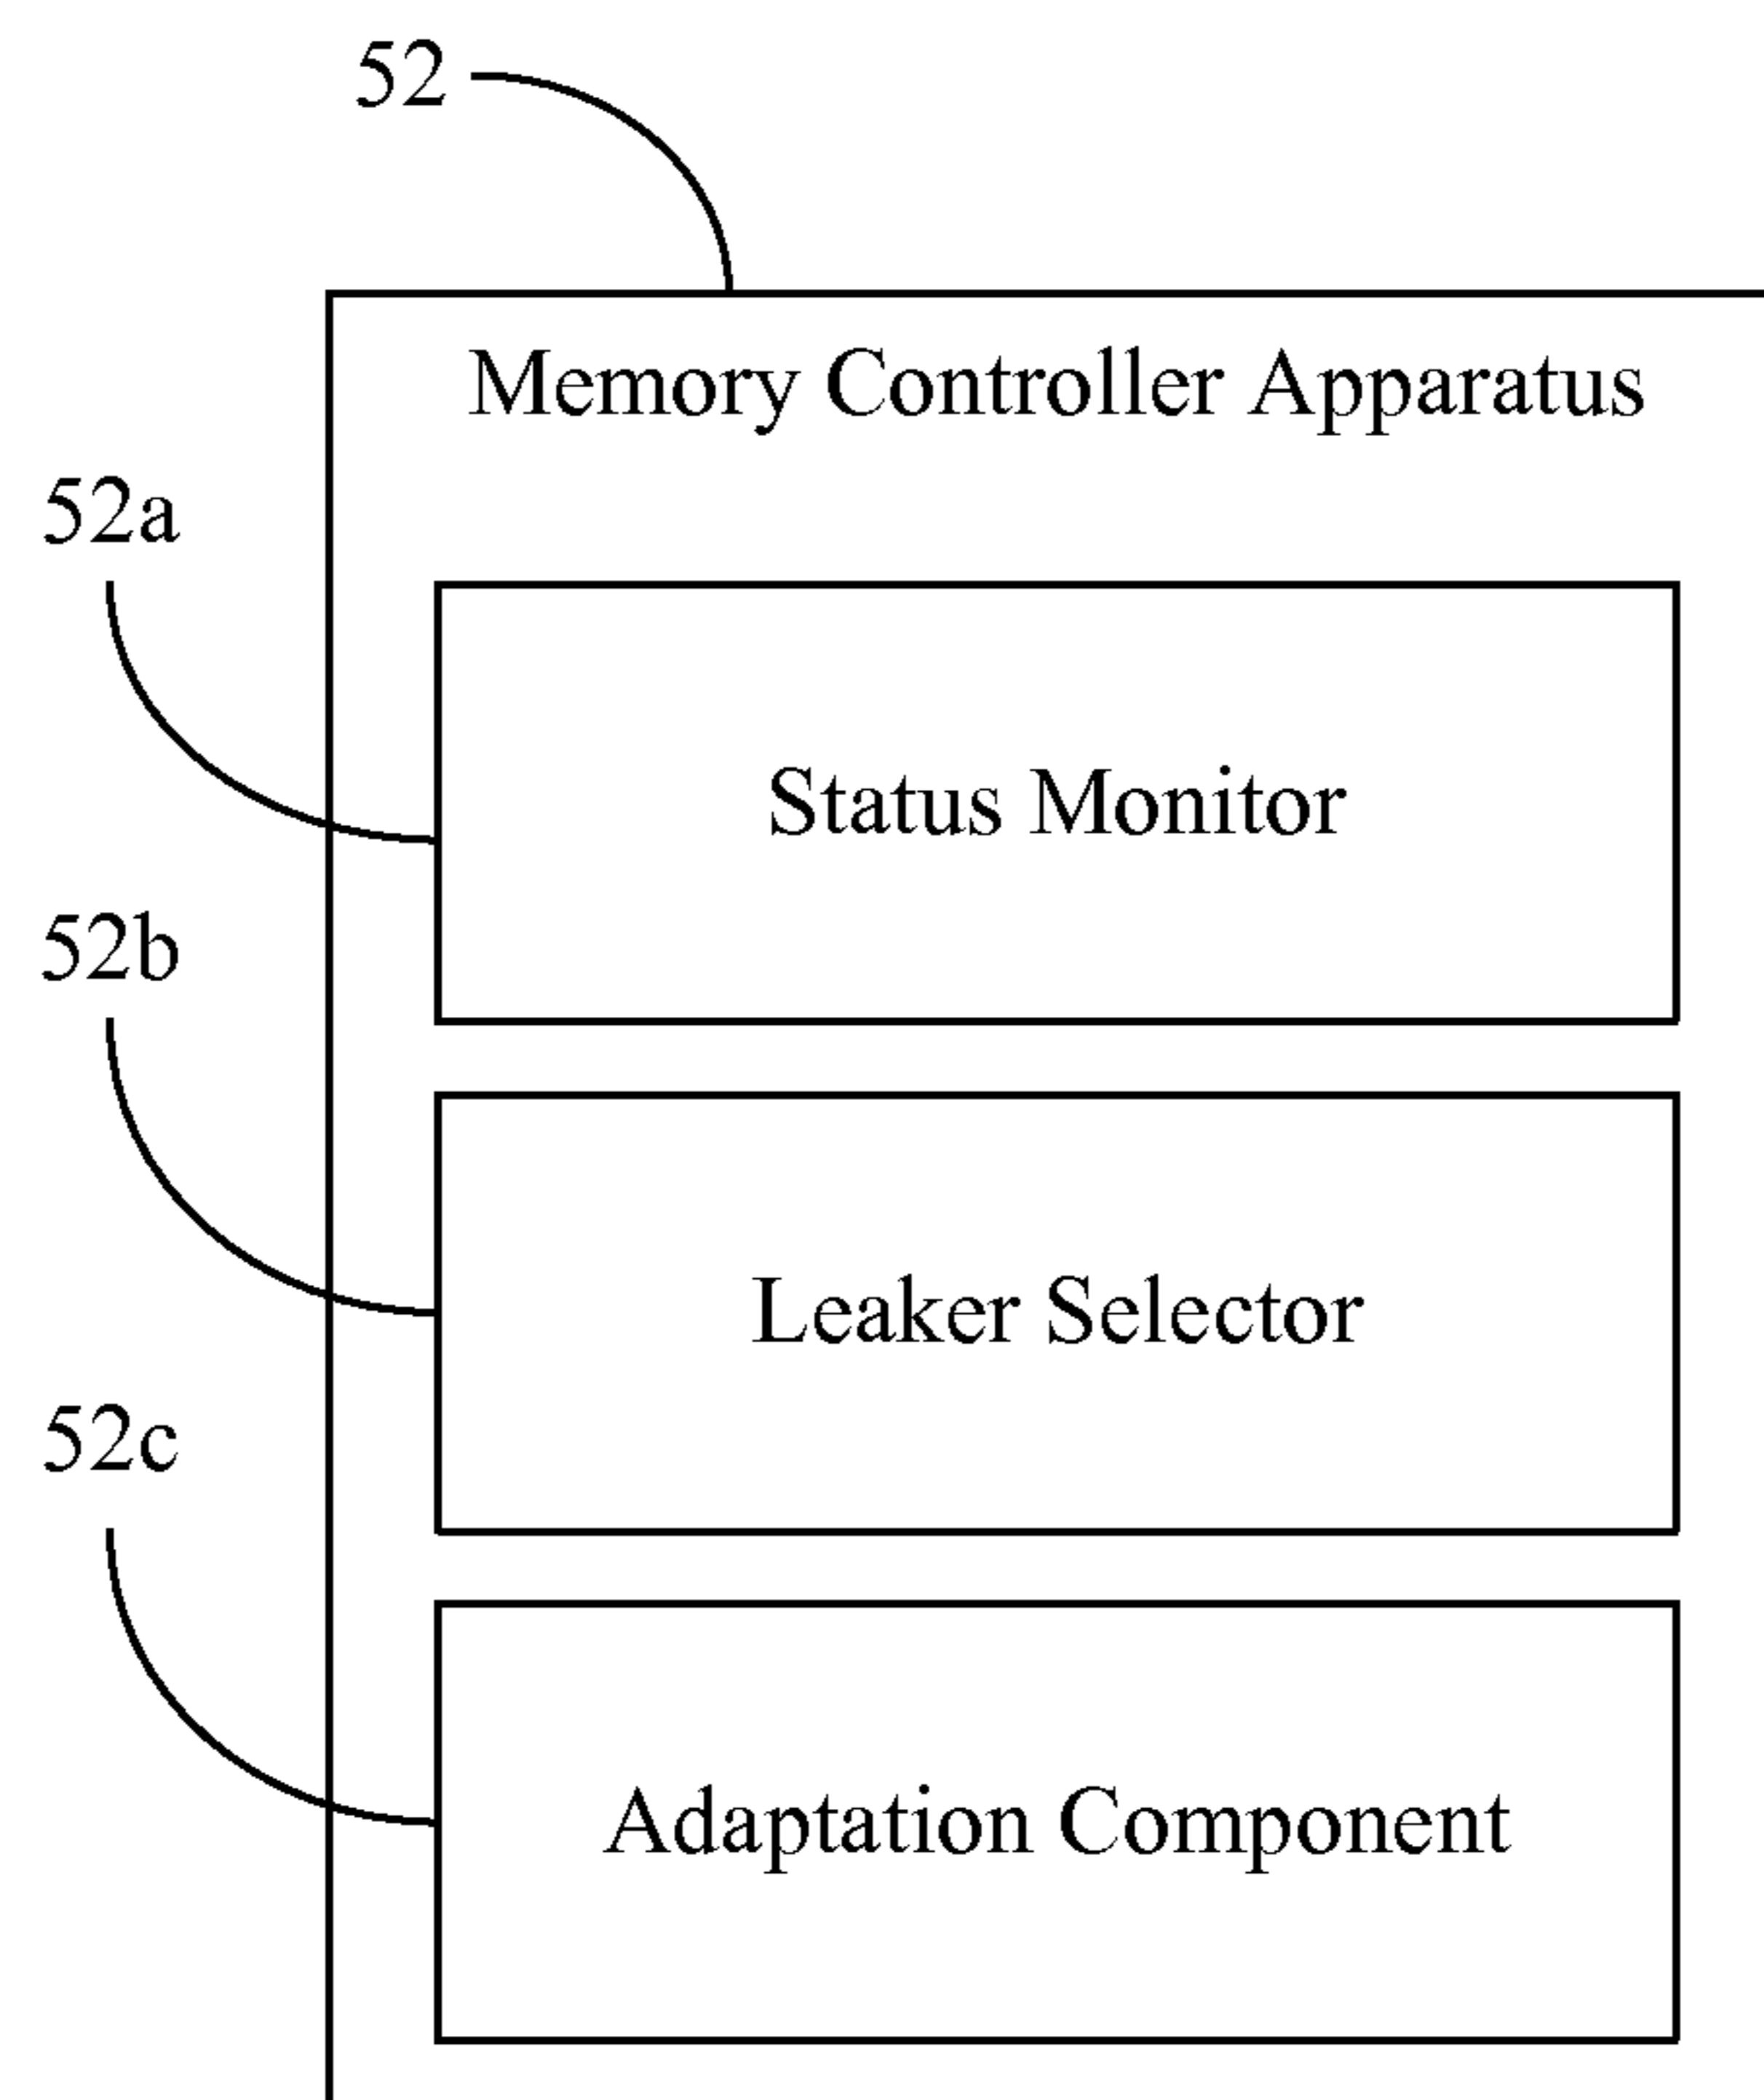 52
Memory Controller Apparatus
52a
Status Monitor
52b
Leaker Selector
52c
Adaptation Component